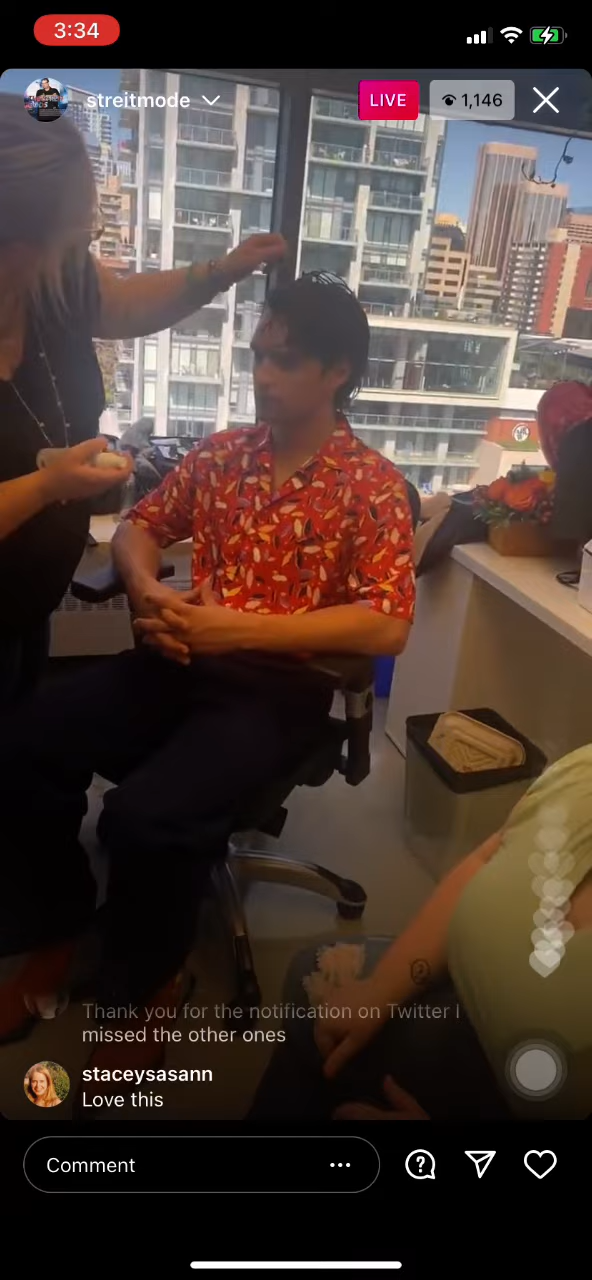 3:34
streitmode
LIVE
1,146
Thank you for the notification on Twitter I
missed the other ones
staceysasann
Love this
Comment